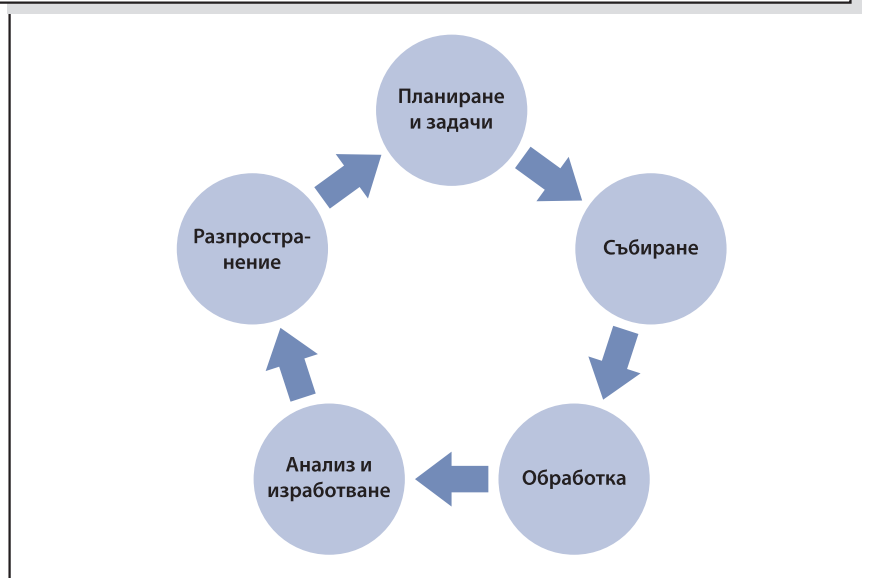 Планиране
и задачи
Събиране
Обработка
Анализ и
изработване
Разпростра-
нение